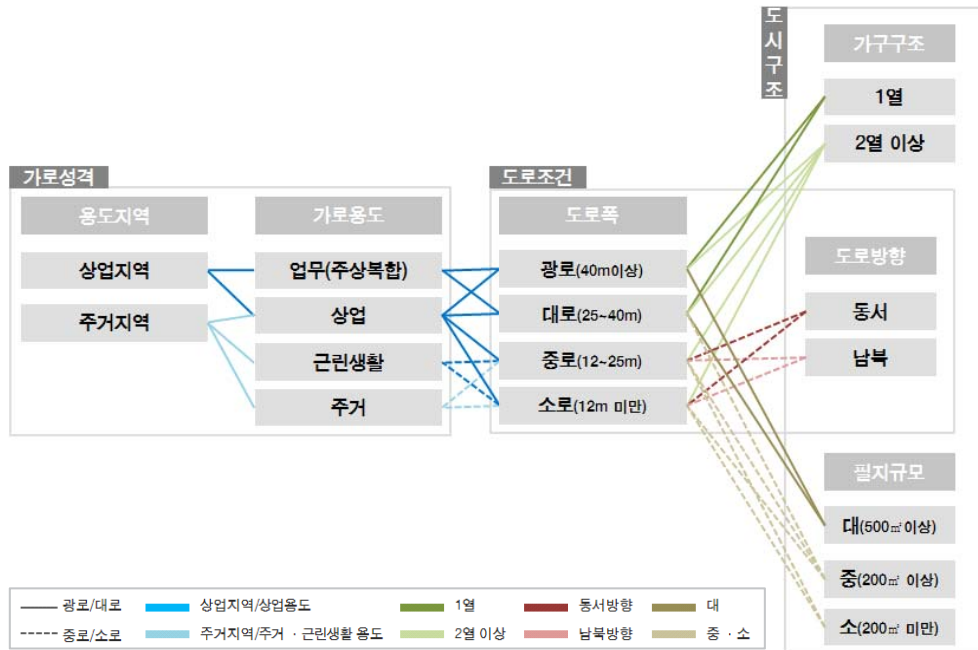 도시구조
가구구조
1열
2열 이상
가로성격
용도지역
가로용도
상업지역
주거지역
업무(주상복합)
상업
근린생활
주거
도로조건
도로폭
광로(40m이상)
대로(25~40m)
중로(12~25m)
소로(12m 미만)
도로방향
동서
남북
필지규모
대(500㎡이상)
중(200㎡ 이상)
소(200㎡ 미만)
광로/대로
상업지역/상업용도
1열
동서방향
대
중로/소로
주거지역/주거 · 근린생활 용도
2열 이상
남북방향
중 · 소